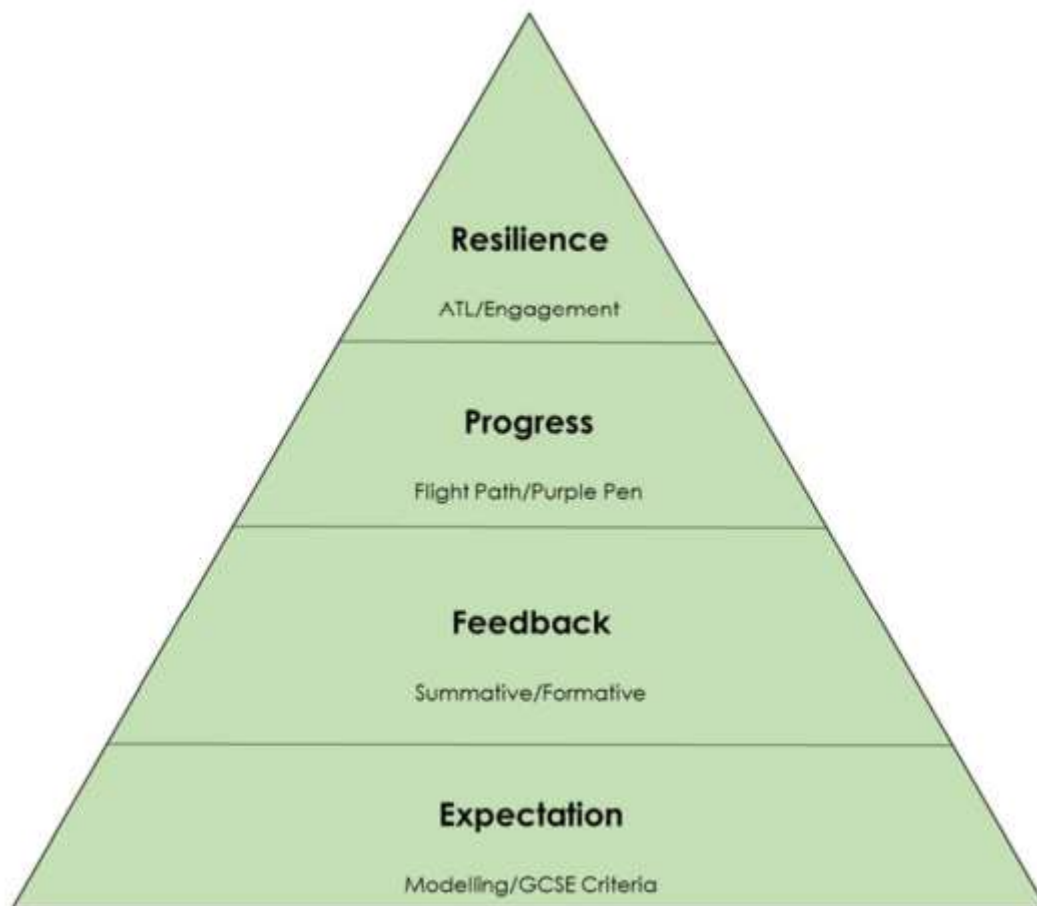 Resilience
ATL/Engagement
Progress
Flight Path/Purple Pen
Feedback
Summative/Formative
Expectation
Modelling/GCSE Criteria